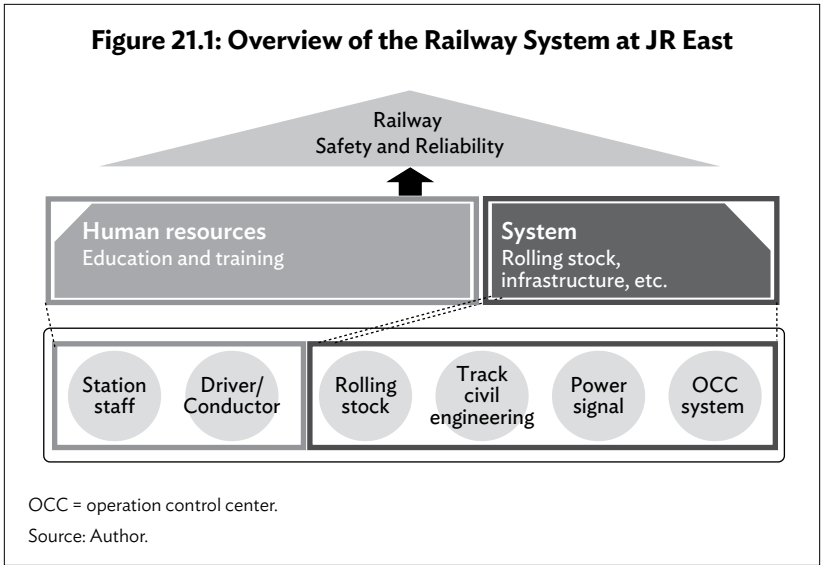 Figure 21.1: Overview of the Railway System at JR East
Railway
Safety and Reliability
Human resources
Education and training
System
Rolling stock,
infrastructure, etc.
Station
staff
Driver/
Conductor
Rolling
stock
Track
civil
engineering
Power
signal
OCC
system
OCC = operation control center.
Source: Author.